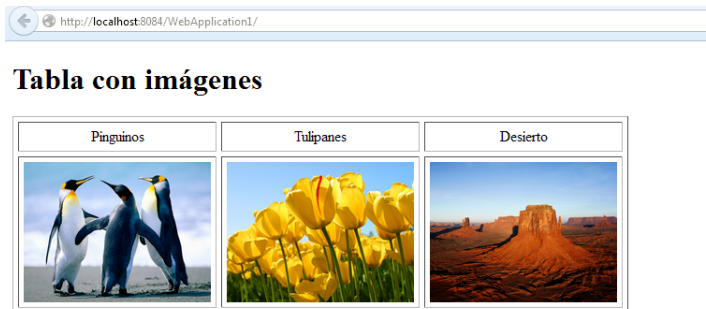 http://localhost:8084/WebApplication1/
Tabla con imágenes
Pinguinos
Tulipanes
Desierto